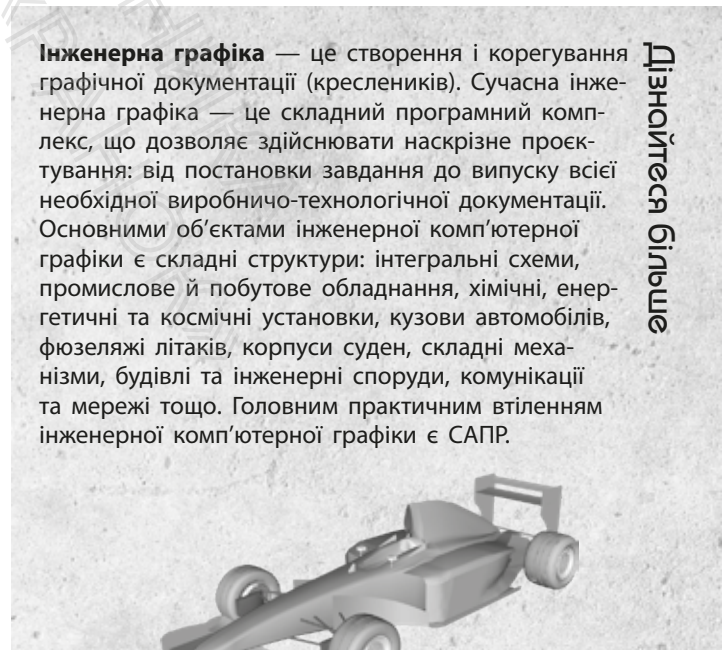 Інженерна графіка — це створення і корегування
графічної документації (креслеників). Сучасна інже-
нерна графіка — це складний програмний комп-
лекс, що дозволяє здійснювати наскрізне проєк-
тування: від постановки завдання до випуску всієї
необхідної виробничо-технологічної документації.
Основними об’єктами інженерної комп’ютерної
графіки є складні структури: інтегральні схеми,
промислове й побутове обладнання, хімічні, енер-
гетичні та космічні установки, кузови автомобілів,
фюзеляжі літаків, корпуси суден, складні меха-
нізми, будівлі та інженерні споруди, комунікації
та мережі тощо. Головним практичним втіленням
інженерної комп’ютерної графіки є САПР.
Дізнайтеся більше